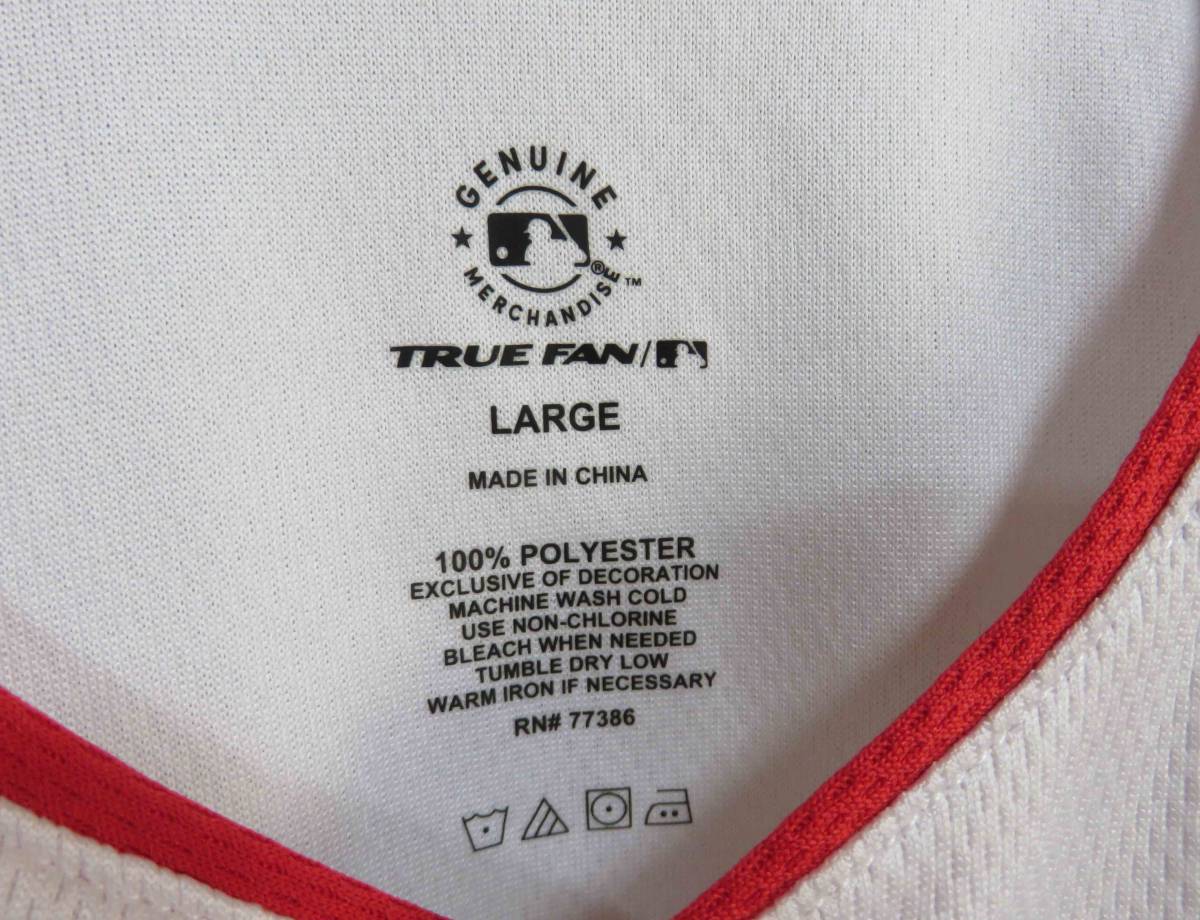 GENUINE
MERCHANDISE ™
®
TRUE FAN/
LARGE
MADE IN CHINA
100% POLYESTER
EXCLUSIVE OF DECORATION
MACHINE WASH COLD
USE NON-CHLORINE
BLEACH WHEN NEEDED
TUMBLE DRY LOW
WARM IRON IF NECESSARY
RN# 77386